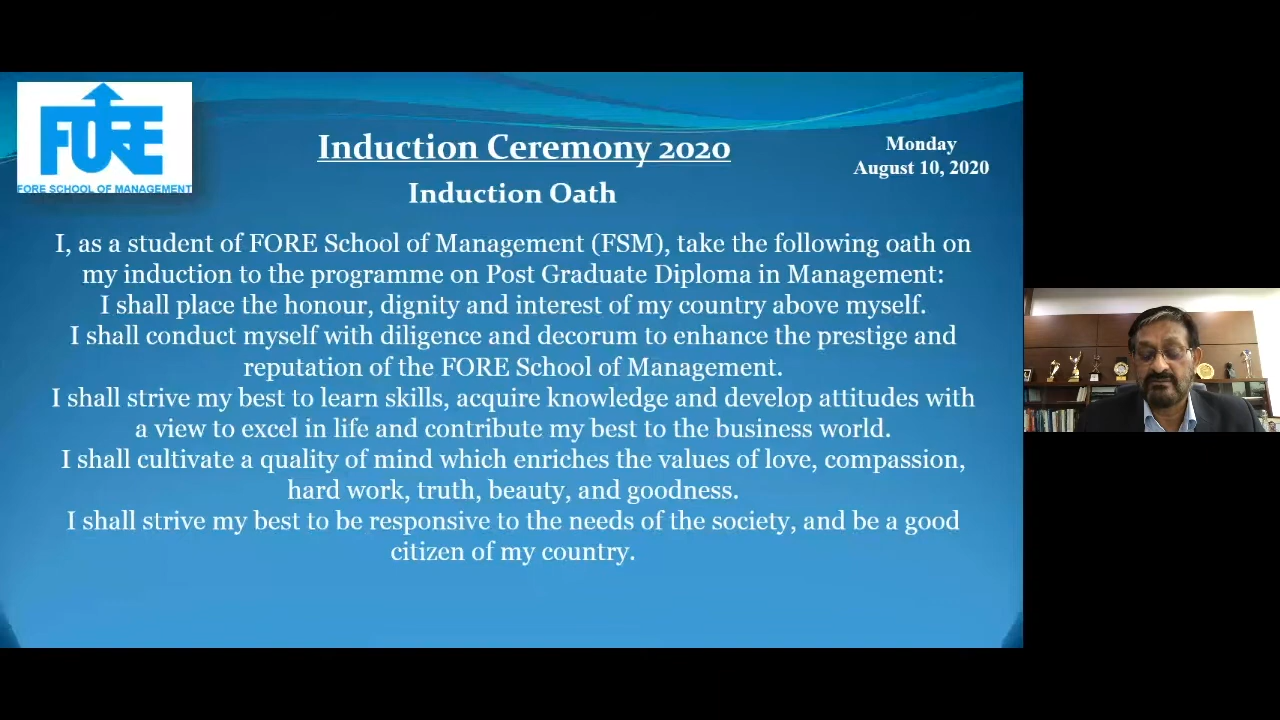 FORE
FORE SCHOOL OF MANAGEMENT
Induction Ceremony 2020
Monday
August 10, 2020
Induction Oath
I, as a student of FORE School of Management (FSM), take the following oath on
my induction to the programme on Post Graduate Diploma in Management:
I shall place the honour, dignity and interest of my country above myself.
I shall conduct myself with diligence and decorum to enhance the prestige and
reputation of the FORE School of Management.
I shall strive my best to learn skills, acquire knowledge and develop attitudes with
a view to excel in life and contribute my best to the business world.
I shall cultivate a quality of mind which enriches the values of love, compassion,
hard work, truth, beauty, and goodness.
I shall strive my best to be responsive to the needs of the society, and be a good
citizen of my country.